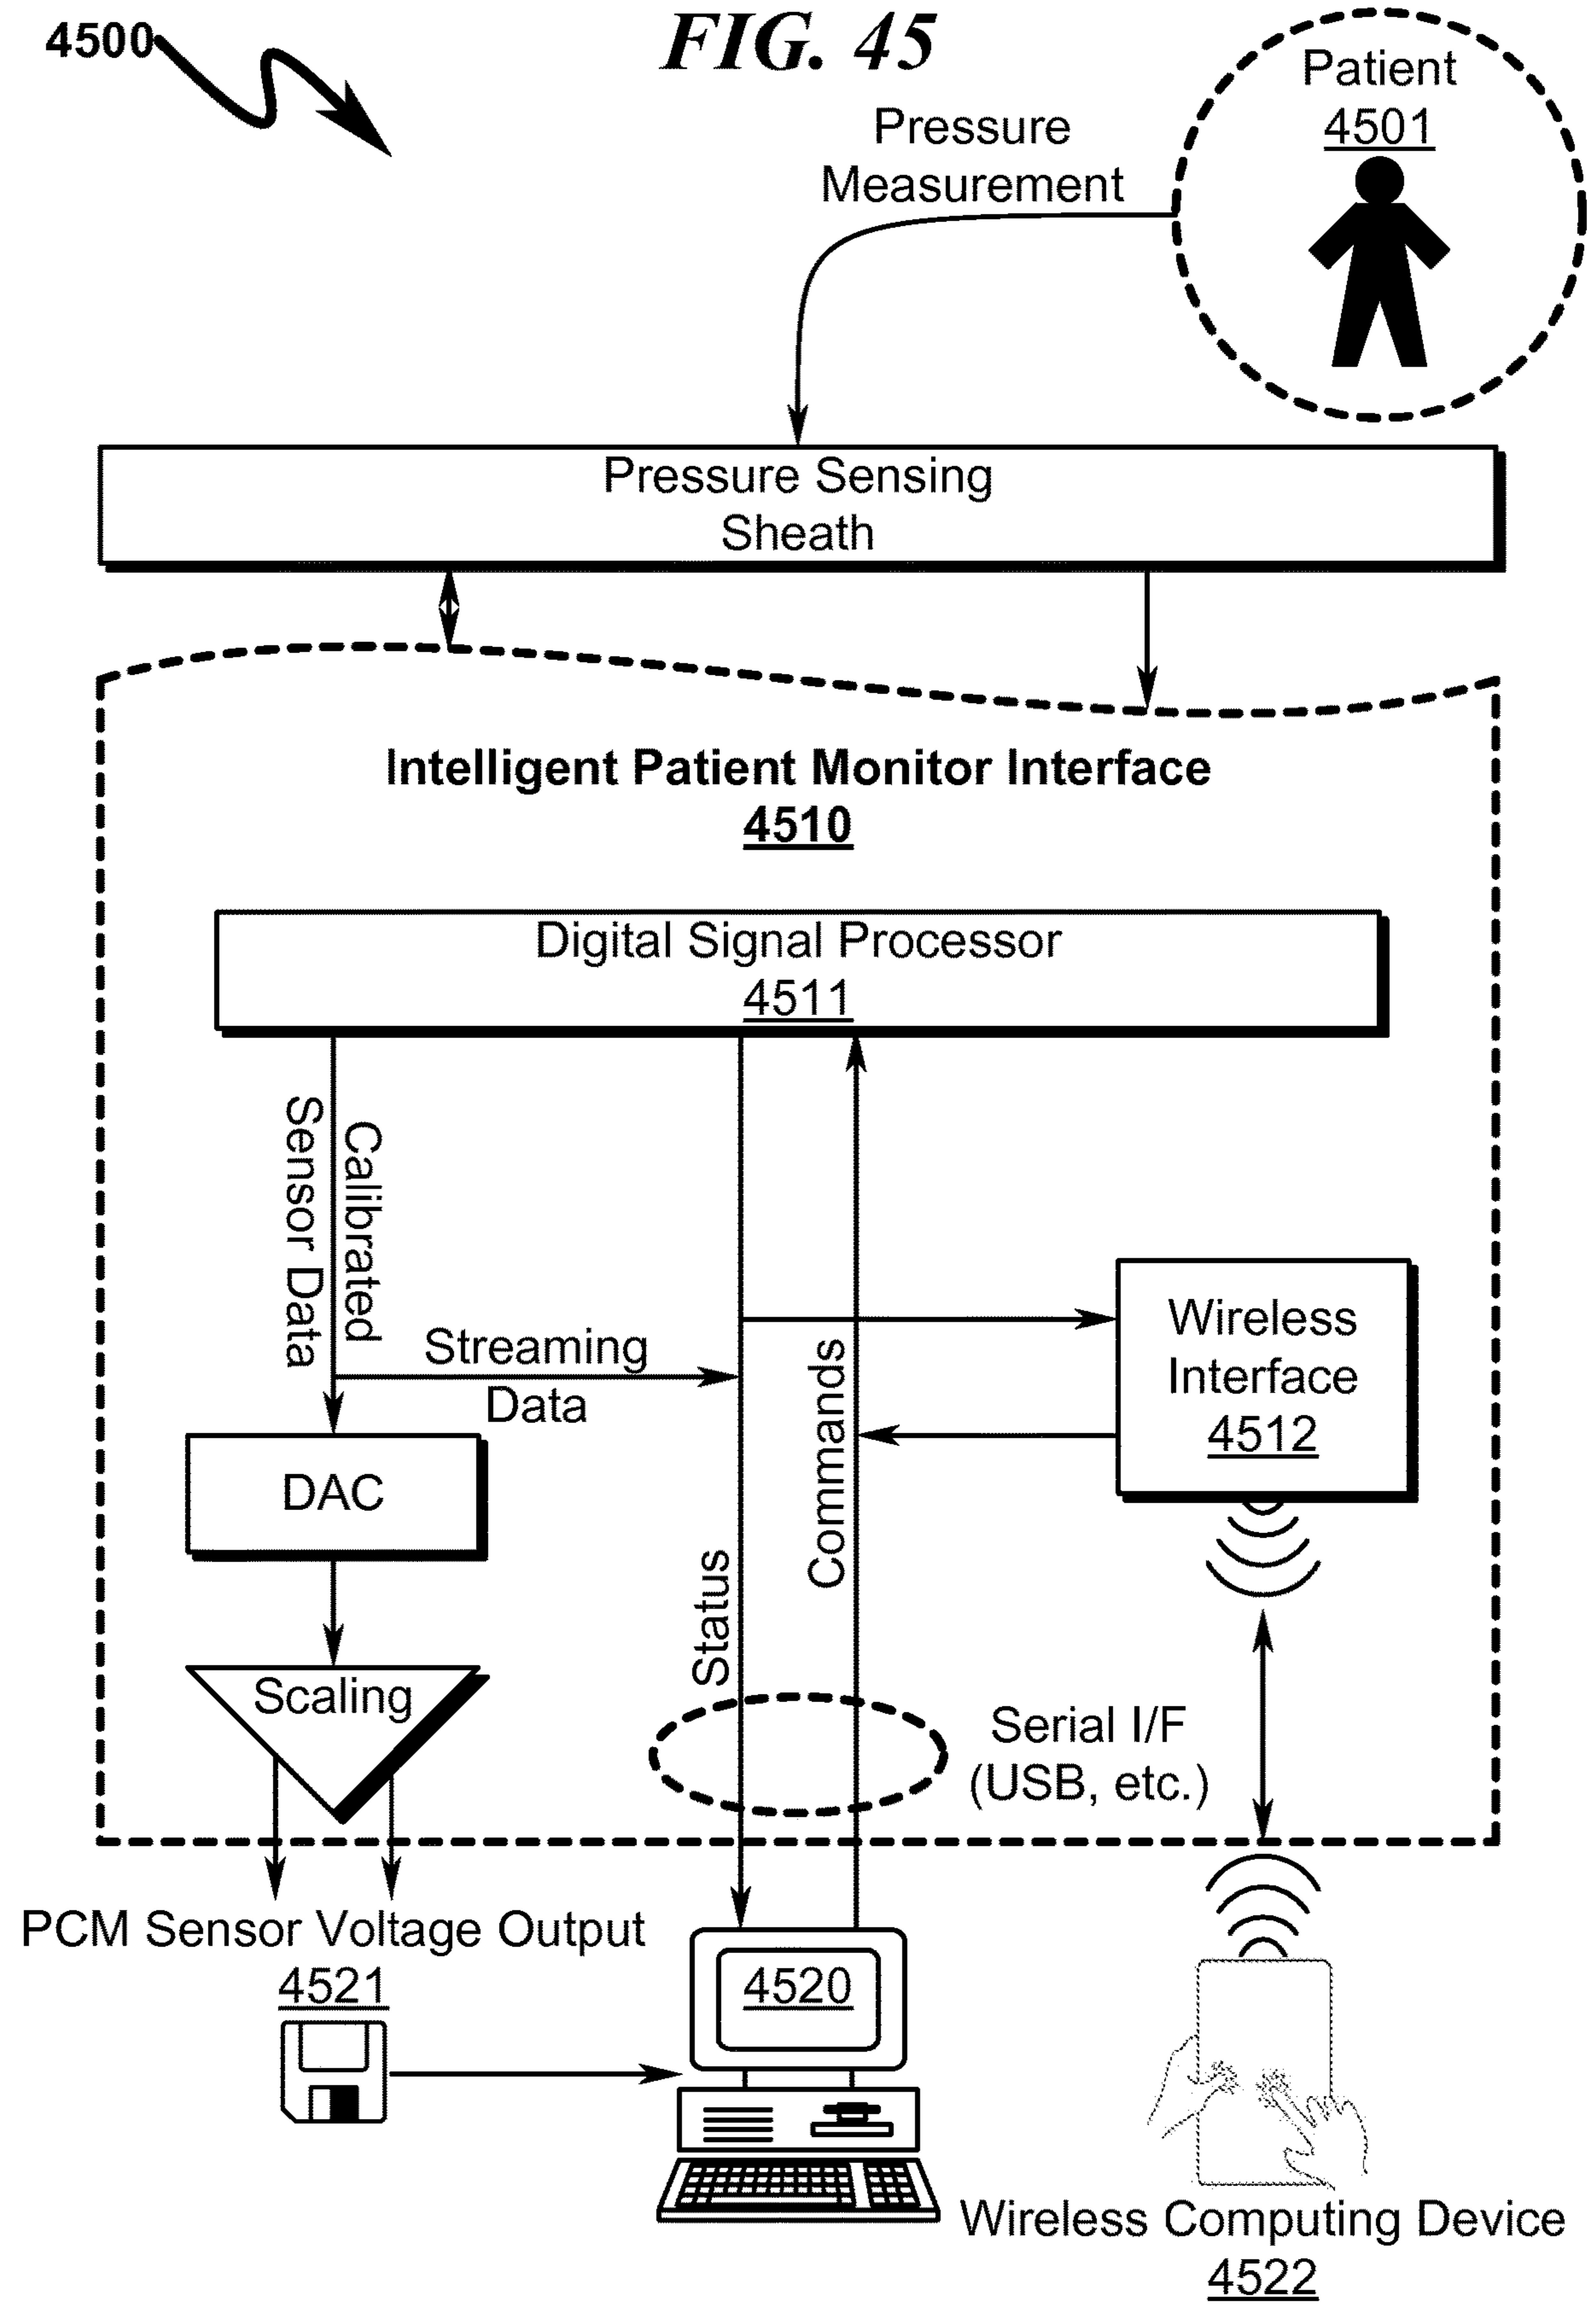 4500
FIG. 45
Patient
4501
Pressure
Measurement
Pressure Sensing
Sheath
Intelligent Patient Monitor Interface
4510
Digital Signal Processor
4511
Calibrated
Sensor Data
Streaming
Data
Wireless
Interface
4512
DAC
Commands
Status
Scaling
Serial I/F
(USB, etc.)
PCM Sensor Voltage Output
4521
4520
Wireless Computing Device
4522